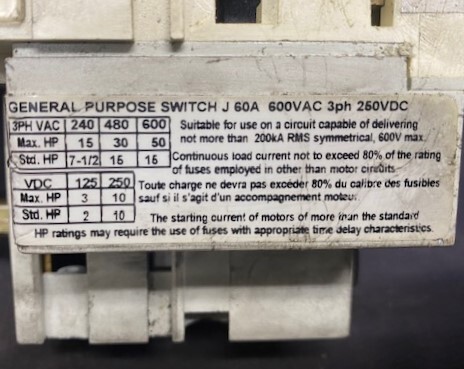 GENERAL PURPOSE SWITCH J 60A 600VAC 3ph 250VDC
3PH VAC 240 480 600
Max. HP 15 30 50
Std. HP 7-1/2 15 15
Suitable for use on a circuit capable of delivering
not more than 200kA RMS symmetrical, 600V max.
Continuous load current not to exceed 80% of the rating
of fuses employed in other than motor circuits
VDC 125 250
Max. HP 3 10
Std. HP 2 10
Toute charge ne devra pas excéder 80% du calibre des fusibles
sauf si il s'agit d'un accompagnement moteur.
The starting current of motors of more than the standard
HP ratings may require the use of fuses with appropriate time delay characteristics.